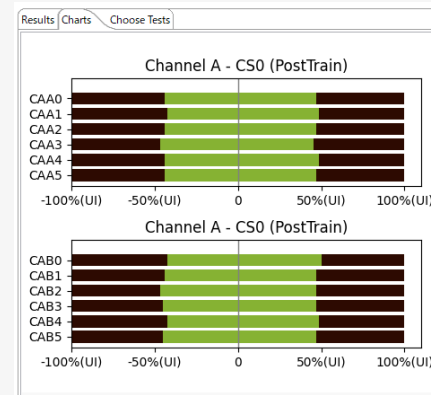 Results Charts Choose Tests
Channel A - CS0 (PostTrain)
CAA0
CAA1
CAA2
CAA3
CAA4
CAA5
-100%(UI) -50%(UI) 0 50%(UI) 100%(UI)
Channel A - CS0 (PostTrain)
CAB0
CAB1
CAB2
CAB3
CAB4
CAB5
-100%(UI) -50%(UI) 0 50%(UI) 100%(UI)